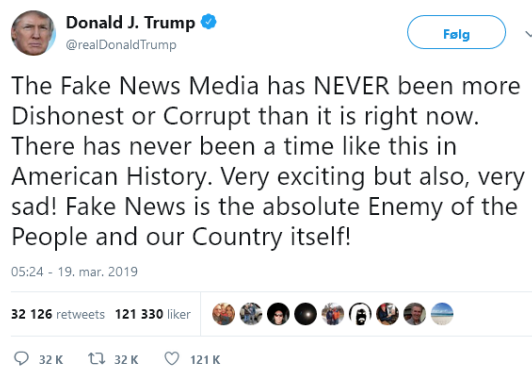 Donald J. Trump
@realDonaldTrump
Følg
The Fake News Media has NEVER been more
Dishonest or Corrupt than it is right now.
There has never been a time like this in
American History. Very exciting but also, very
sad! Fake News is the absolute Enemy of the
People and our Country itself!
05:24 - 19. mar. 2019
32 126 retweets 121 330 liker
32 K 32 K 121 K